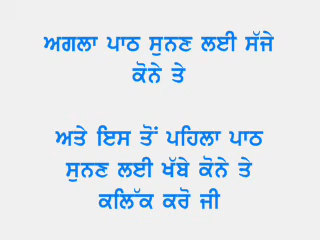 ਅਗਲਾ ਪਾਠ ਸੁਨਣ ਲਈ ਸੱਜੇ
ਕੋਨੇ ਤੇ
ਅਤੇ ਇਸ ਤੋਂ ਪਹਿਲਾ ਪਾਠ
ਸੁਨਣ ਲਈ ਖੱਬੇ ਕੋਨੇ ਤੇ
ਕਲਿੱਕ ਕਰੋ ਜੀ